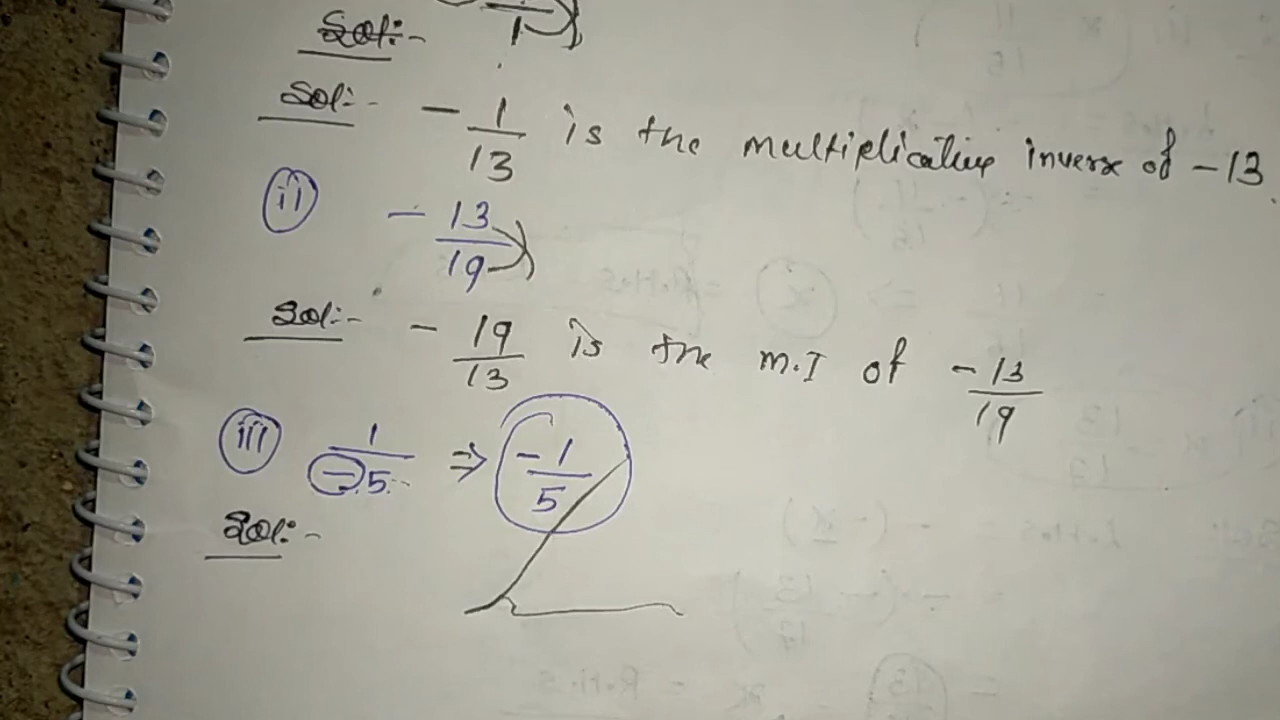 1
Sol:-
Sol:- - 1/13 is the multiplicative inverse of -13.
ii) - 13/19
Sol:- - 19/13 is the M.I of -13/19
iii) 1/-5 ⇒ -1/5
Sol:-